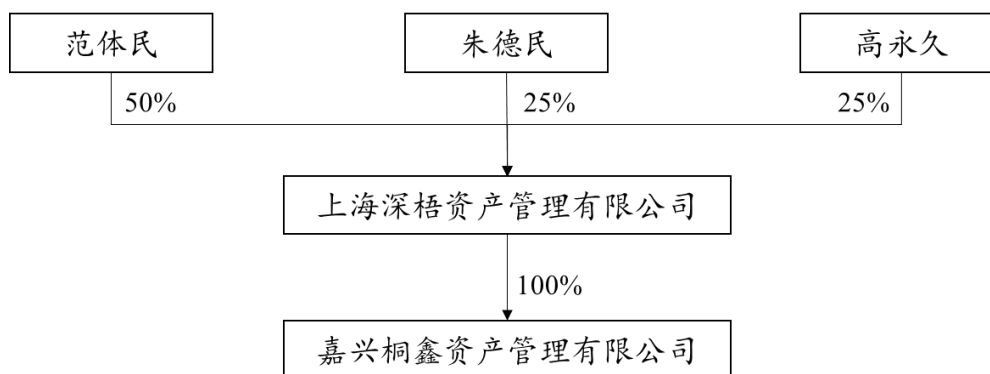 范体民
朱德民
高永久
50%
25%
25%
上海深梧资产管理有限公司
100%
嘉兴桐鑫资产管理有限公司